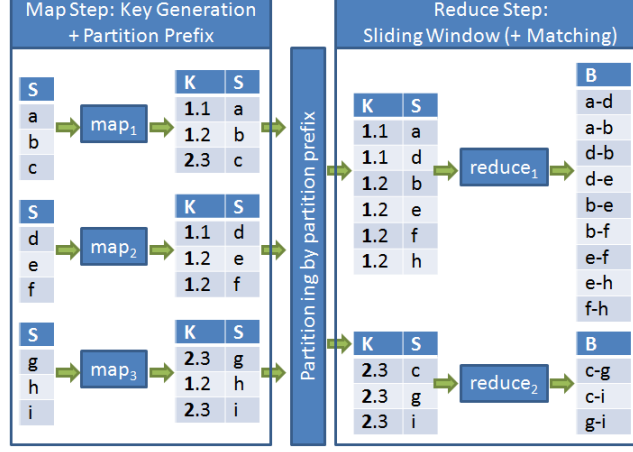 Map Step: Key Generation
+ Partition Prefix
S
a
b
c
map1
K S
1.1 a
1.2 b
2.3 c
S
d
e
f
map2
K S
1.1 d
1.2 e
1.2 f
S
g
h
i
map3
K S
2.3 g
1.2 h
2.3 i
Partition ing by partition prefix
Reduce Step:
Sliding Window (+ Matching)
K S
1.1 a
1.1 d
1.2 b
1.2 e
1.2 f
1.2 h
reduce1
B
a-d
a-b
d-b
d-e
b-e
b-f
e-f
e-h
f-h
K S
2.3 c
2.3 g
2.3 i
reduce2
B
c-g
c-i
g-i